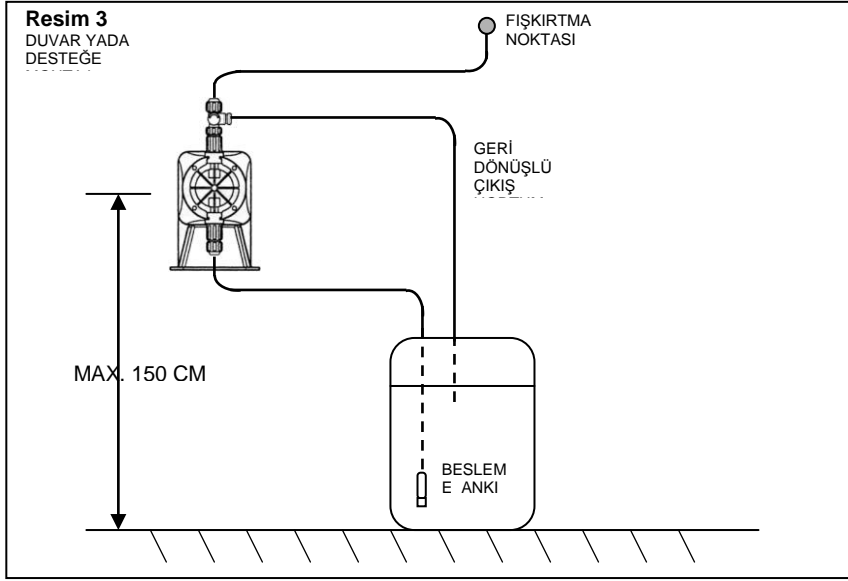 Resim 3
DUVAR YADA
DESTEĞE
FIŞKIRTMA
NOKTASI
GERİ
DÖNÜŞLÜ
ÇIKIŞ
MAX. 150 CM
BESLEM
E ANKI